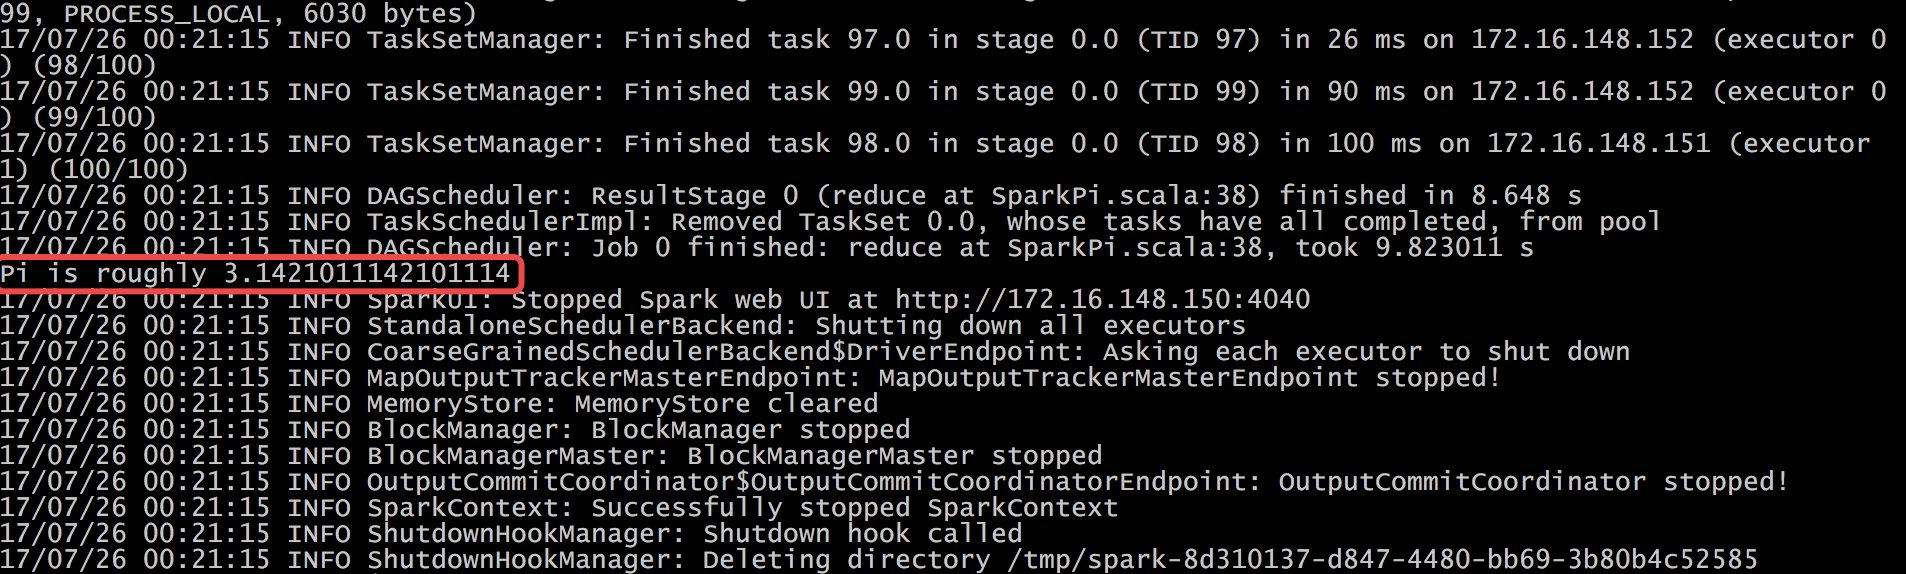 99, PROCESS_LOCAL, 6030 bytes)
17/07/26 00:21:15 INFO TaskSetManager: Finished task 97.0 in stage 0.0 (TID 97) in 26 ms on 172.16.148.152 (executor 0
) (98/100)
17/07/26 00:21:15 INFO TaskSetManager: Finished task 99.0 in stage 0.0 (TID 99) in 90 ms on 172.16.148.152 (executor 0
) (99/100)
17/07/26 00:21:15 INFO TaskSetManager: Finished task 98.0 in stage 0.0 (TID 98) in 100 ms on 172.16.148.151 (executor
1) (100/100)
17/07/26 00:21:15 INFO DAGScheduler: ResultStage 0 (reduce at SparkPi.scala:38) finished in 8.648 s
17/07/26 00:21:15 INFO TaskSchedulerImpl: Removed TaskSet 0.0, whose tasks have all completed, from pool
17/07/26 00:21:15 INFO DAGScheduler: Job 0 finished: reduce at SparkPi.scala:38, took 9.823011 s
Pi is roughly 3.1421011142101114
17/07/26 00:21:15 INFO SparkUI: Stopped Spark web UI at http://172.16.148.150:4040
17/07/26 00:21:15 INFO StandaloneSchedulerBackend: Shutting down all executors
17/07/26 00:21:15 INFO CoarseGrainedSchedulerBackend$DriverEndpoint: Asking each executor to shut down
17/07/26 00:21:15 INFO MapOutputTrackerMasterEndpoint: MapOutputTrackerMasterEndpoint stopped!
17/07/26 00:21:15 INFO MemoryStore: MemoryStore cleared
17/07/26 00:21:15 INFO BlockManager: BlockManager stopped
17/07/26 00:21:15 INFO BlockManagerMaster: BlockManagerMaster stopped
17/07/26 00:21:15 INFO OutputCommitCoordinator$OutputCommitCoordinatorEndpoint: OutputCommitCoordinator stopped!
17/07/26 00:21:15 INFO SparkContext: Successfully stopped SparkContext
17/07/26 00:21:15 INFO ShutdownHookManager: Shutdown hook called
17/07/26 00:21:15 INFO ShutdownHookManager: Deleting directory /tmp/spark-8d310137-d847-4480-bb69-3b80b4c52585